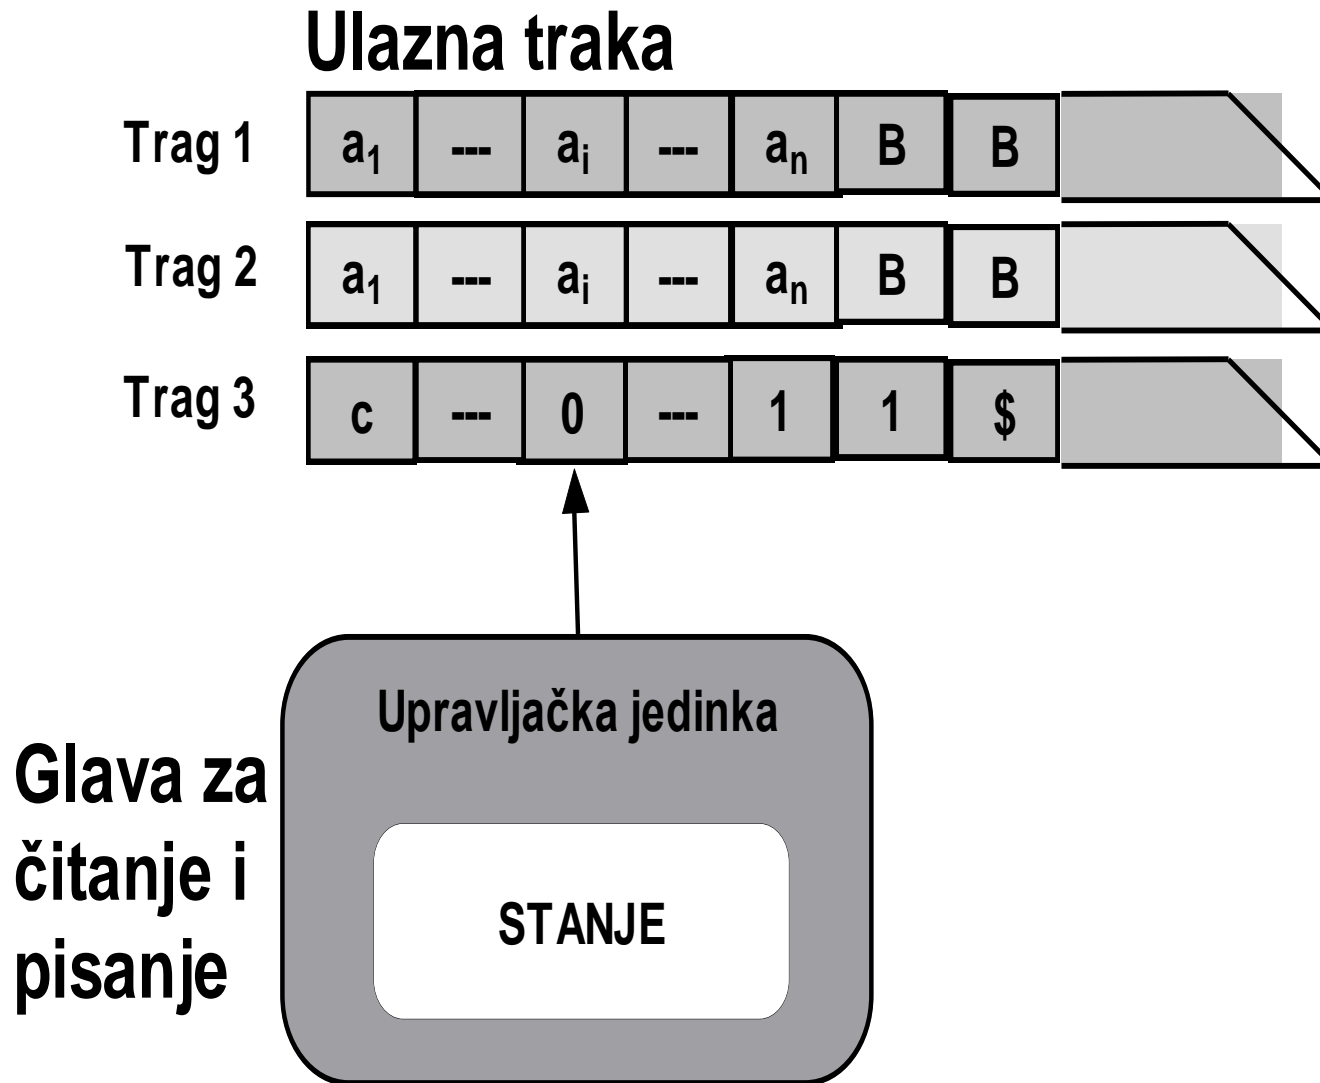 Ulazna traka
Trag 1 a₁ --- aᵢ --- aₙ B B
Trag 2 a₁ --- aᵢ --- aₙ B B
Trag 3 c --- 0 --- 1 1 $
Upravljačka jedinka
Glava za
čitanje i
pisanje
STANJE